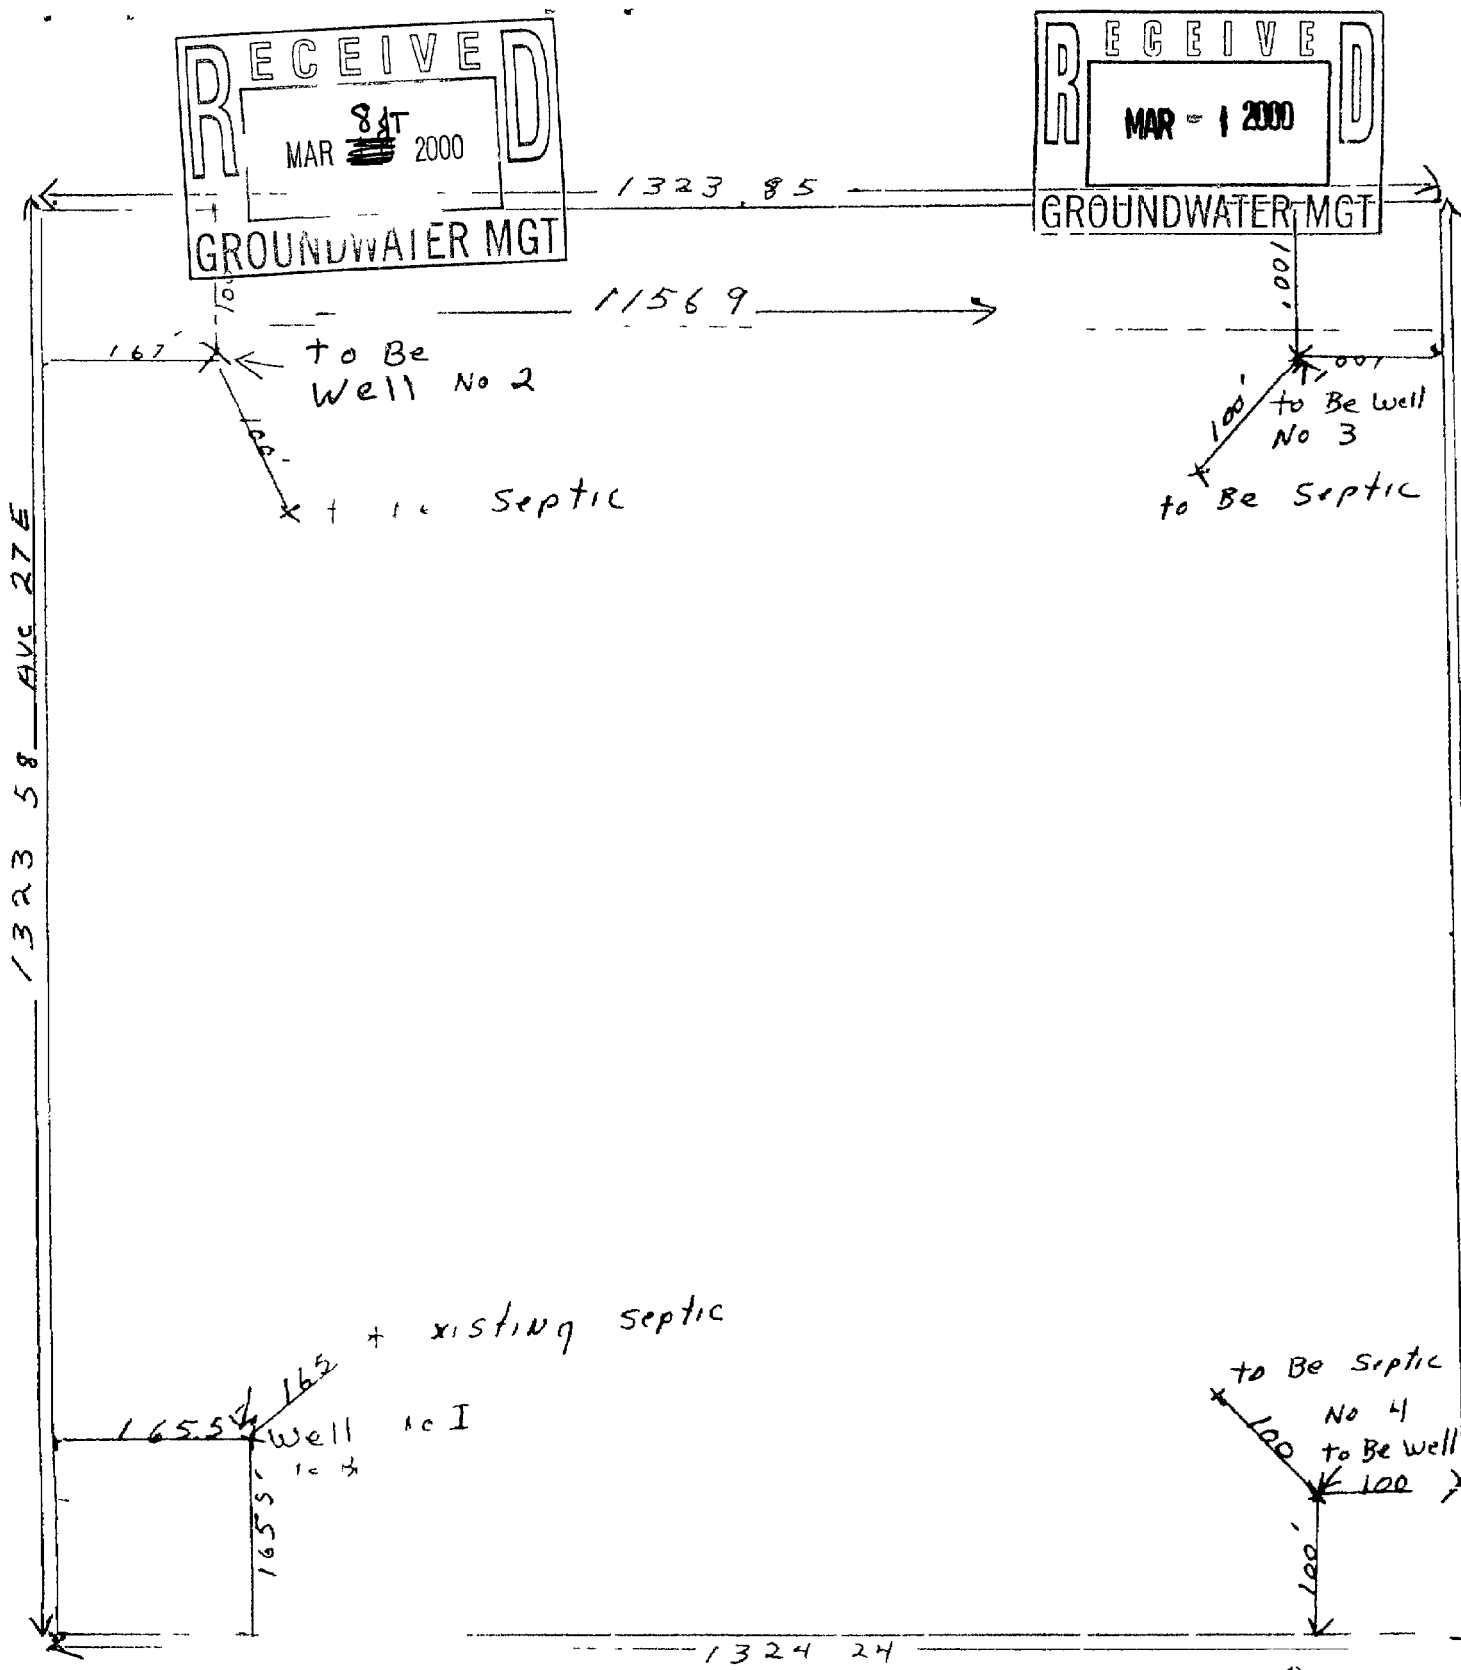 RECEIVED
MAR 8 2000
GROUNDWATER MGT
RECEIVED
MAR - 1 2000
GROUNDWATER MGT
1323.85
1156 9
100'
167'
to Be
Well No 2
100'
100'
to Be Well
No 3
100'
100'
Septic
to Be Septic
1323 58 AVE 27 E
xisting Septic
165
165.5
Well
I
165 5'
to Be Septic
No 4
to Be Well
100
100
100'
1324 24